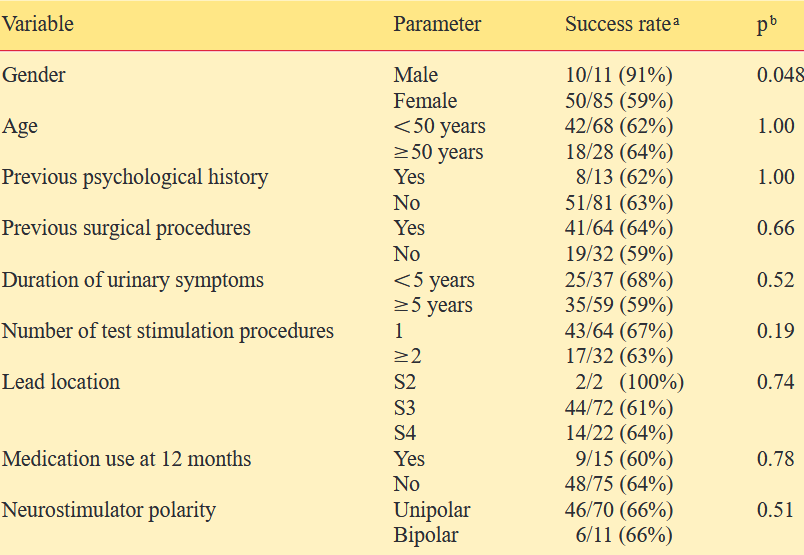 Variable Parameter Success rate a p b
Gender Male 10/11 (91%) 0.048
Female 50/85 (59%)
Age <50 years 42/68 (62%) 1.00
≥50 years 18/28 (64%)
Previous psychological history Yes 8/13 (62%) 1.00
No 51/81 (63%)
Previous surgical procedures Yes 41/64 (64%) 0.66
No 19/32 (59%)
Duration of urinary symptoms <5 years 25/37 (68%) 0.52
≥5 years 35/59 (59%)
Number of test stimulation procedures 1 43/64 (67%) 0.19
≥2 17/32 (63%)
Lead location S2 2/2 (100%) 0.74
S3 44/72 (61%)
S4 14/22 (64%)
Medication use at 12 months Yes 9/15 (60%) 0.78
No 48/75 (64%)
Neurostimulator polarity Unipolar 46/70 (66%) 0.51
Bipolar 6/11 (66%)